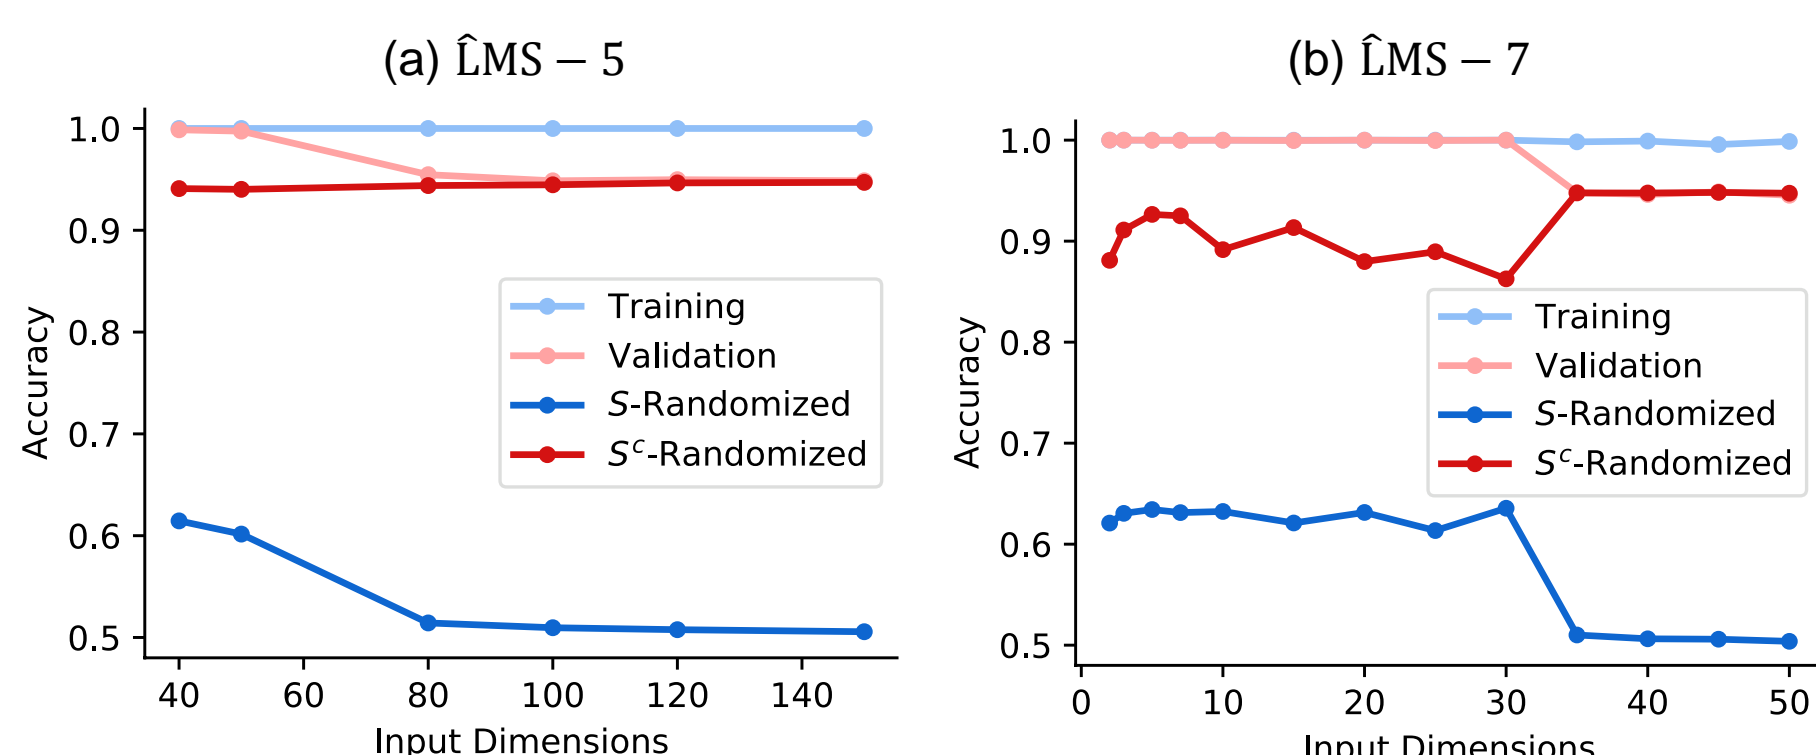 (a) L̂MS − 5
1.0
0.9
0.8
0.7
0.6
0.5
Accuracy
Training
Validation
S-Randomized
Sᶜ-Randomized
40 60 80 100 120 140
Input Dimensions
(b) L̂MS − 7
1.0
0.9
0.8
0.7
0.6
0.5
Accuracy
Training
Validation
S-Randomized
Sᶜ-Randomized
0 10 20 30 40 50
Input Dimensions